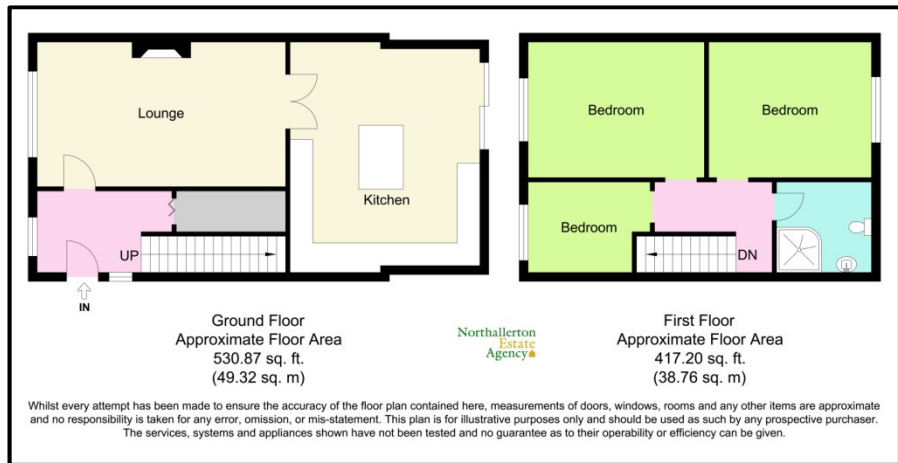 Lounge
Kitchen
UP
IN
Bedroom
Bedroom
Bedroom
DN
Ground Floor
Approximate Floor Area
530.87 sq. ft.
(49.32 sq. m)
Northallerton
Estate
Agency
First Floor
Approximate Floor Area
417.20 sq. ft.
(38.76 sq. m)
Whilst every attempt has been made to ensure the accuracy of the floor plan contained here, measurements of doors, windows, rooms and any other items are approximate
and no responsibility is taken for any error, omission, or mis-statement. This plan is for illustrative purposes only and should be used as such by any prospective purchaser.
The services, systems and appliances shown have not been tested and no guarantee as to their operability or efficiency can be given.